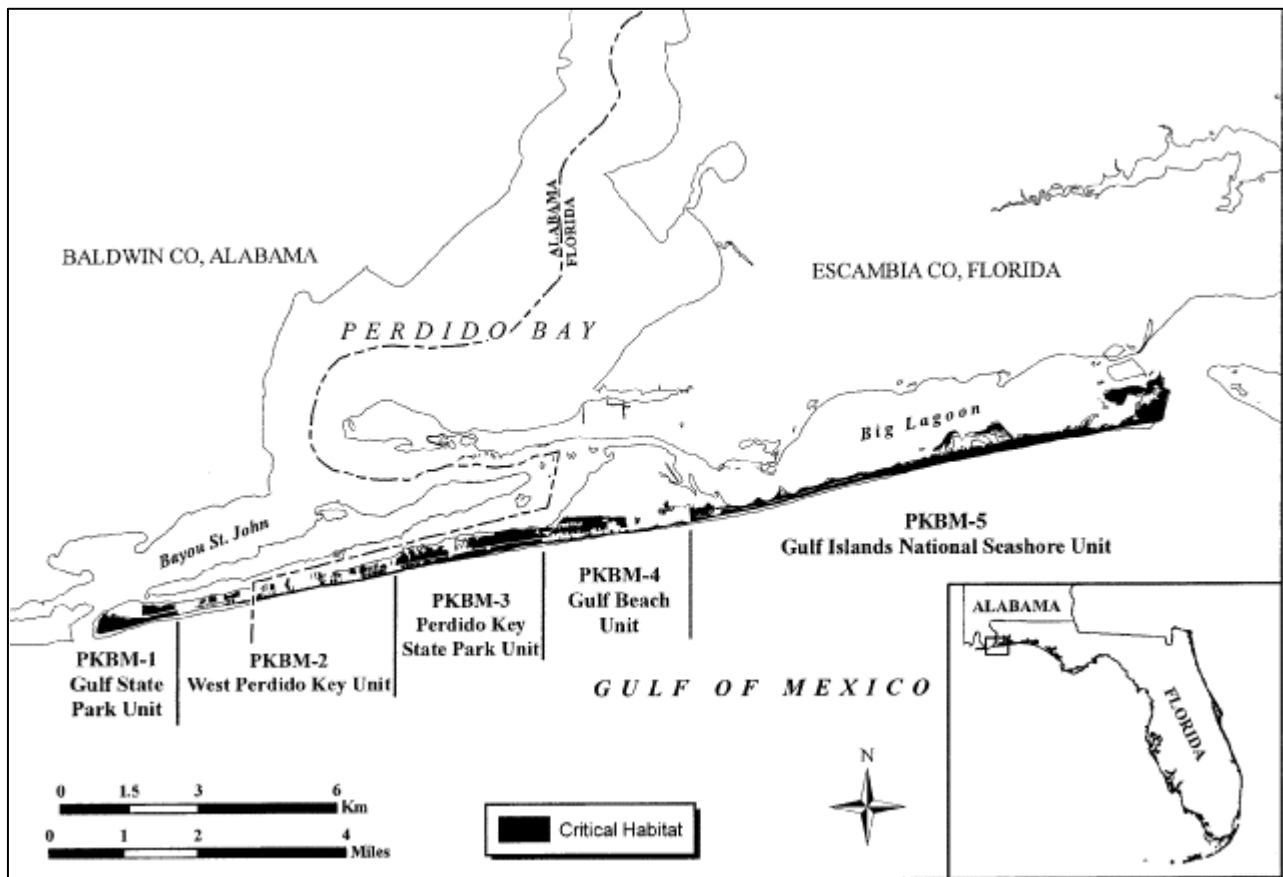 ALABAMA
FLORIDA
BALDWIN CO, ALABAMA
ESCAMBIA CO, FLORIDA
PERDIDO BAY
Big Lagoon
Bayou St. John
PKBM-5
Gulf Islands National Seashore Unit
PKBM-4
Gulf Beach
Unit
PKBM-3
Perdido Key
State Park Unit
PKBM-2
West Perdido Key Unit
PKBM-1
Gulf State
Park Unit
GULF OF MEXICO
ALABAMA
FLORIDA
N
0 1.5 3 6
Km
0 1 2 4
Miles
Critical Habitat